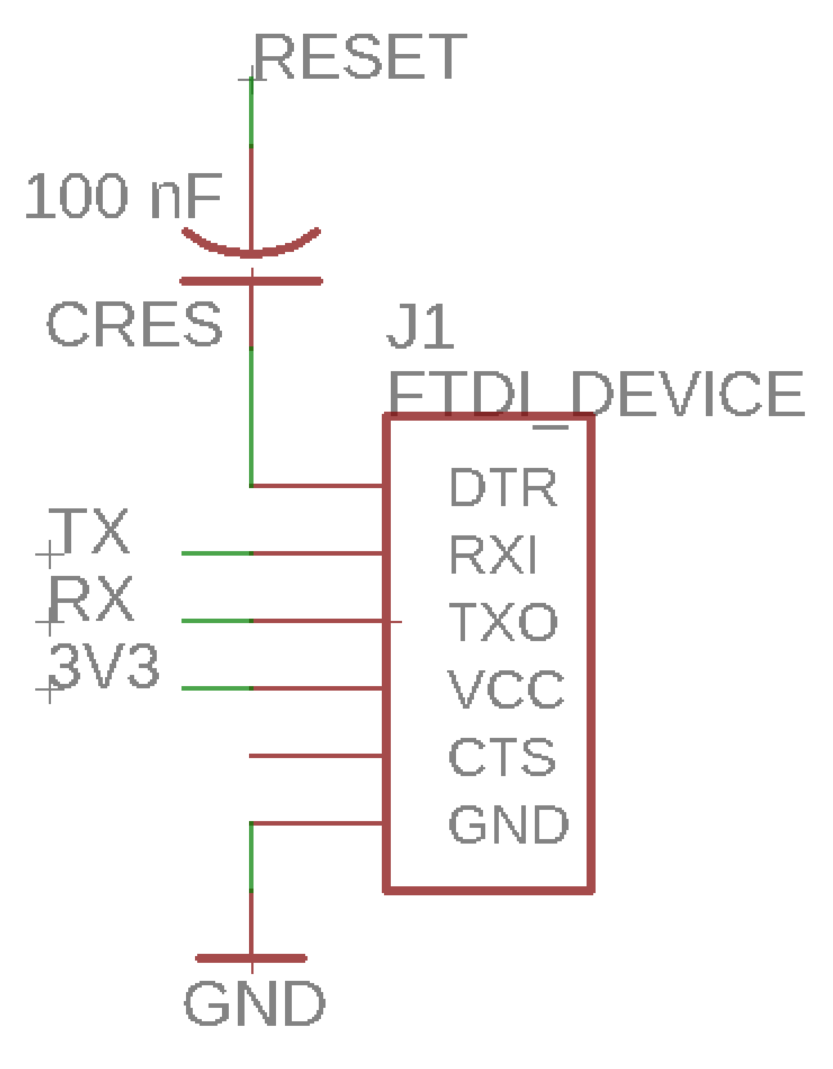 RESET
100 nF
CRES
J1
FTDI_DEVICE
DTR
TX
RXI
RX
TXO
3V3
VCC
CTS
GND
GND